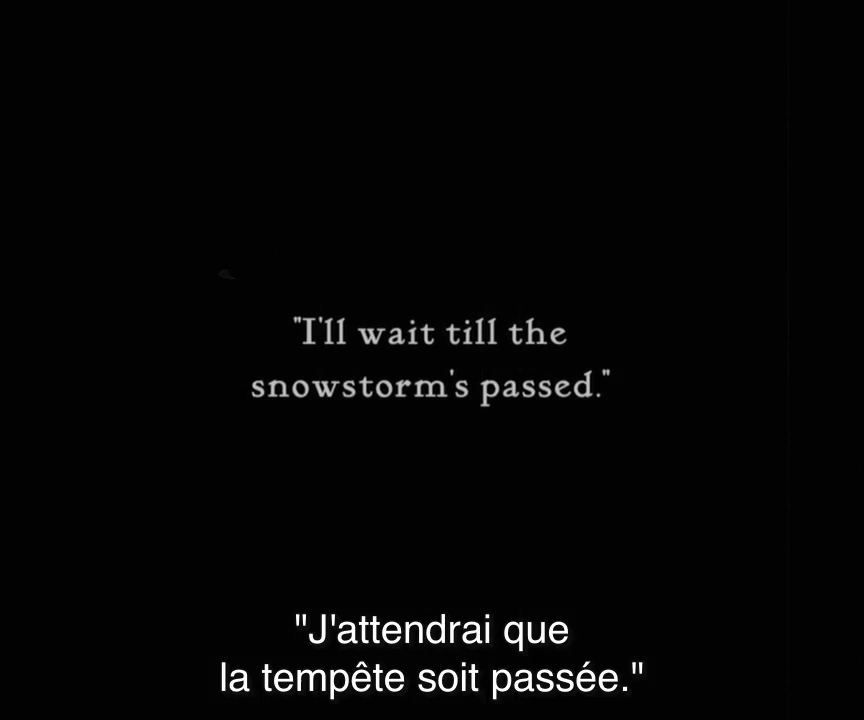 "I'll wait till the
snowstorm's passed."
"J'attendrai que
la tempête soit passée."